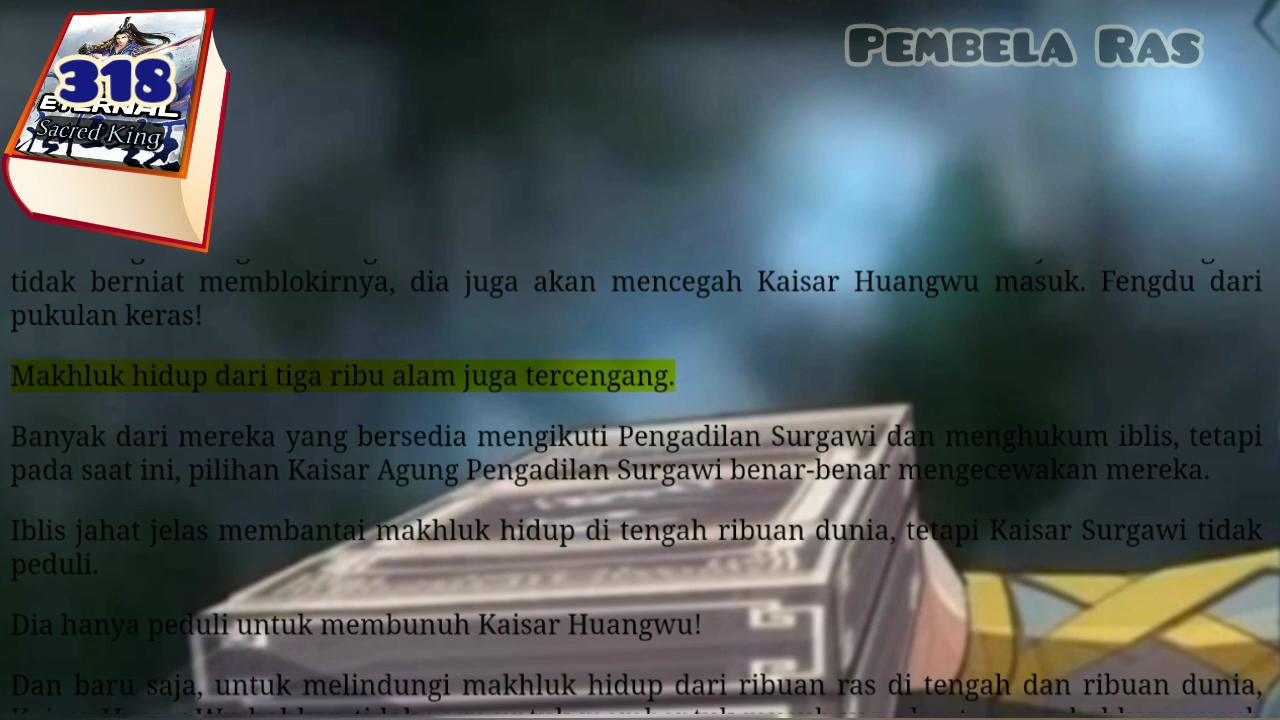 318
ETERNAL
Sacred King
Pembela Ras
tidak berniat memblokirnya, dia juga akan mencegah Kaisar Huangwu masuk. Fengdu dari
pukulan keras!
Makhluk hidup dari tiga ribu alam juga tercengang.
Banyak dari mereka yang bersedia mengikuti Pengadilan Surgawi dan menghukum iblis, tetapi
pada saat ini, pilihan Kaisar Agung Pengadilan Surgawi benar-benar mengecewakan mereka.
Iblis jahat jelas membantai makhluk hidup di tengah ribuan dunia, tetapi Kaisar Surgawi tidak
peduli.
Dia hanya peduli untuk membunuh Kaisar Huangwu!
Dan baru saja, untuk melindungi makhluk hidup dari ribuan ras di tengah dan ribuan dunia,